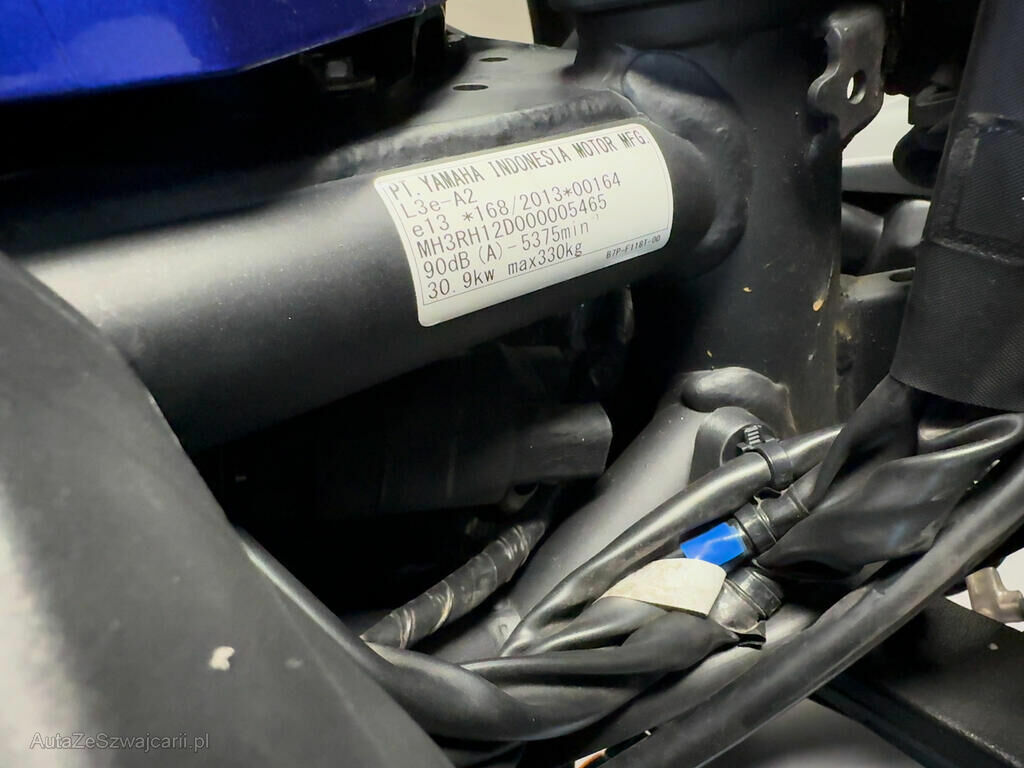 PT. YAMAHA INDONESIA MOTOR MFG.
L3e-A2
e13 *168/2013*00164
MH3RH12D000005465
90dB (A) - 5375min⁻¹
30.9kw max330kg
B7P-F1181-00
AutaZeSzwajcarii.pl